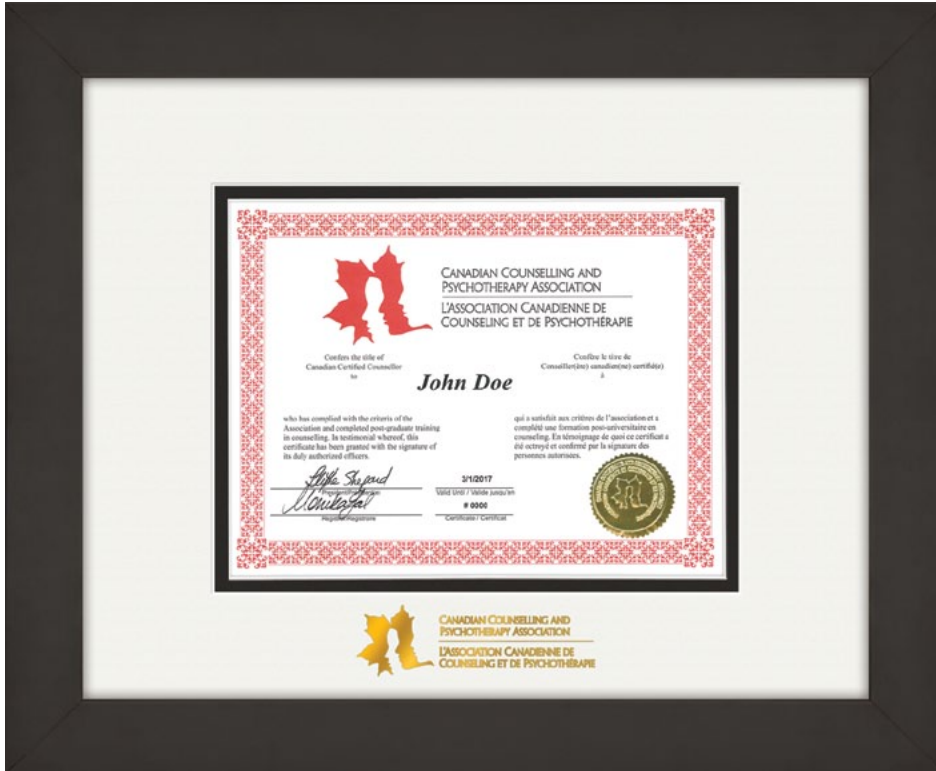 CANADIAN COUNSELLING AND
PSYCHOTHERAPY ASSOCIATION
L'ASSOCIATION CANADIENNE DE
COUNSELING ET DE PSYCHOTHÉRAPIE
Confers the title of
Canadian Certified Counsellor
to
Confère le titre de
Conseiller(ère) canadien(ne) certifié(e)
à
John Doe
who has complied with the criteria of the
Association and completed post-graduate training
in counselling. In testimonial whereof, this
certificate has been granted with the signature of
its duly authorized officers.
qui a satisfait aux critères de l'association et a
complété une formation post-universitaire en
counseling. En témoignage de quoi ce certificat a
été octroyé et confirmé par la signature des
personnes autorisées.
3/1/2017
Valid Until / Valide jusqu'en
# 0000
Certificate / Certificat
CANADIAN COUNSELLING AND
PSYCHOTHERAPY ASSOCIATION
L'ASSOCIATION CANADIENNE DE
COUNSELING ET DE PSYCHOTHÉRAPIE